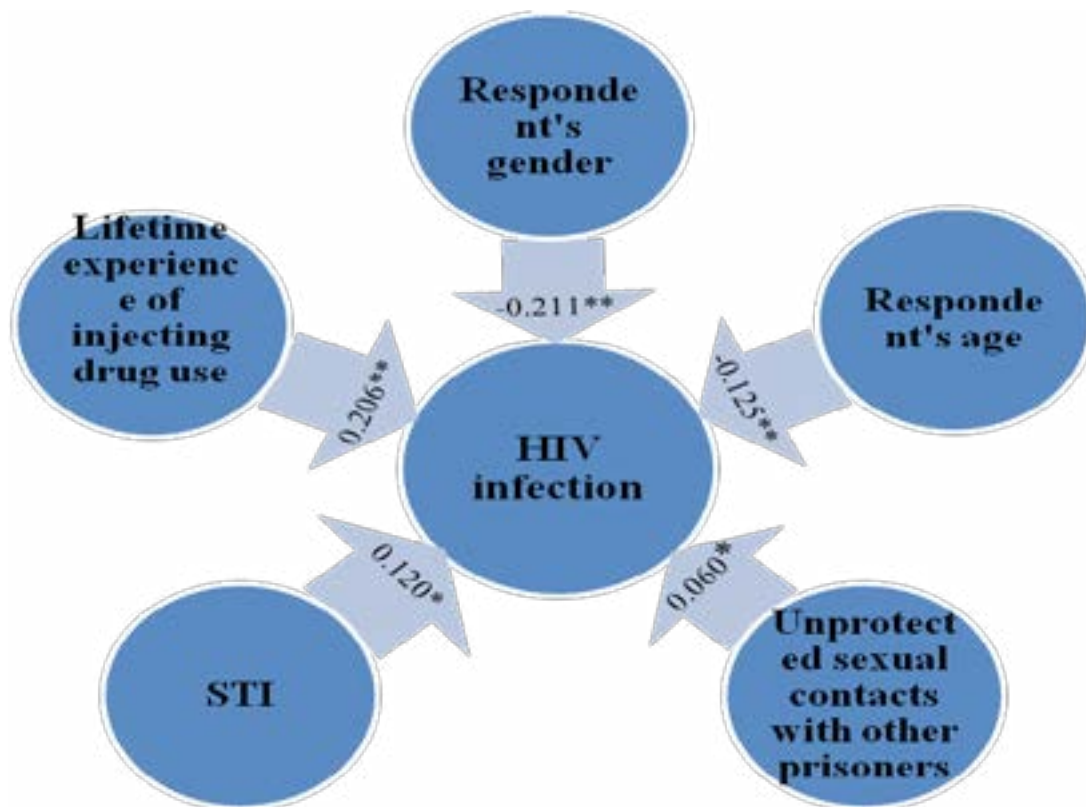 Responde
nt's
gender
-0.211**
Lifetime
experienc
e of
injecting
drug use
0.206**
Responde
nt's age
-0.125**
HIV
infection
STI
0.120*
Unprotect
ed sexual
contacts
with other
prisoners
0.060*